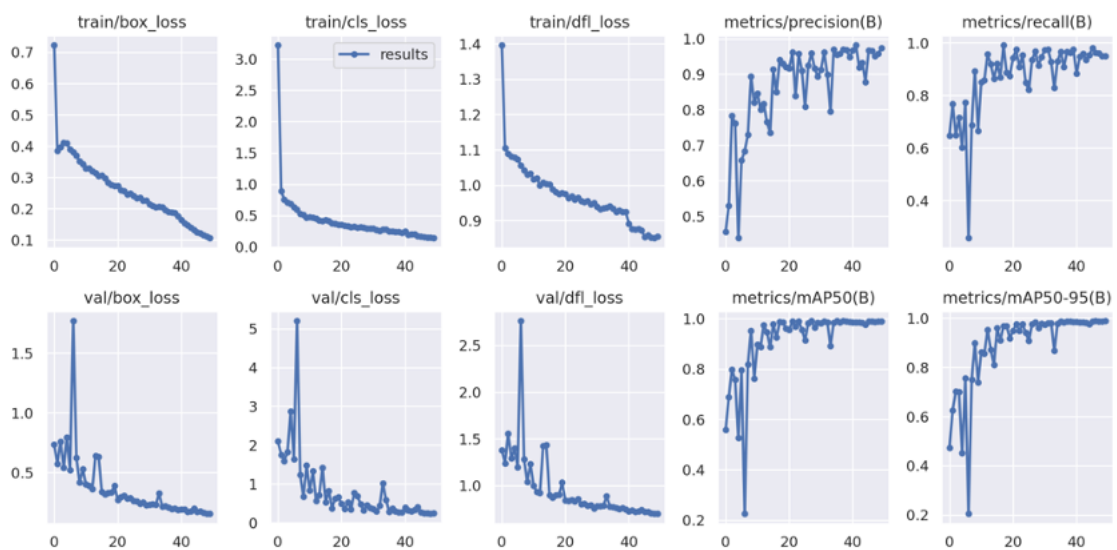 train/box_loss
train/cls_loss
train/dfl_loss
metrics/precision(B)
metrics/recall(B)
results
0.7
0.6
0.5
0.4
0.3
0.2
0.1
0 20 40
3.0
2.5
2.0
1.5
1.0
0.5
0.0
0 20 40
1.4
1.3
1.2
1.1
1.0
0.9
0 20 40
1.0
0.9
0.8
0.7
0.6
0.5
0 20 40
1.0
0.8
0.6
0.4
0 20 40
val/box_loss
val/cls_loss
val/dfl_loss
metrics/mAP50(B)
metrics/mAP50-95(B)
1.5
1.0
0.5
0 20 40
5
4
3
2
1
0
0 20 40
2.5
2.0
1.5
1.0
0 20 40
1.0
0.8
0.6
0.4
0.2
0 20 40
1.0
0.8
0.6
0.4
0.2
0 20 40